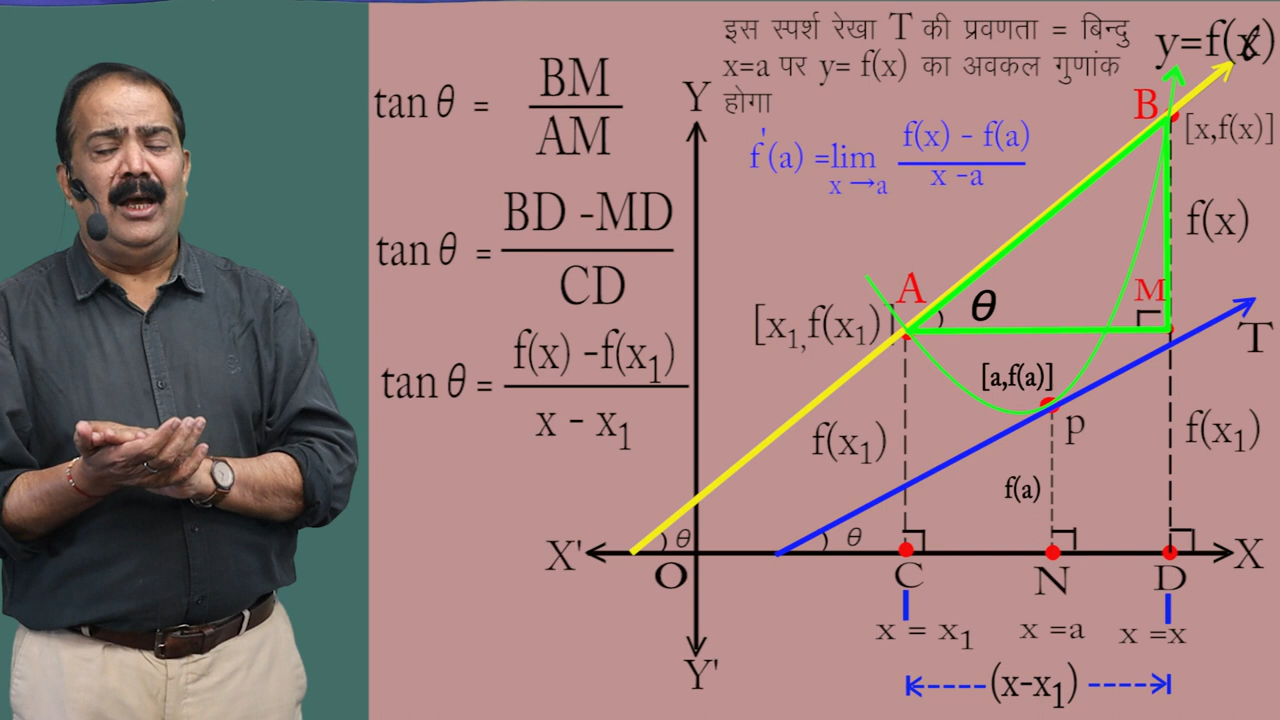 tan θ = BM
AM
tan θ = BD -MD
CD
tan θ = f(x) -f(x₁)
x - x₁
इस स्पर्श रेखा T की प्रवणता = बिन्दु
x=a पर y= f(x) का अवकल गुणांक
होगा
f'(a) =lim f(x) - f(a)
x→a x -a
y=f(x)
Y
B
[x,f(x)]
f(x)
A
θ
M
[x₁,f(x₁)]
T
[a,f(a)]
p
f(x₁)
f(x₁)
f(a)
θ
θ
X'
X
O
C
N
D
x = x₁
x =a
x =x
Y'
(x-x₁)